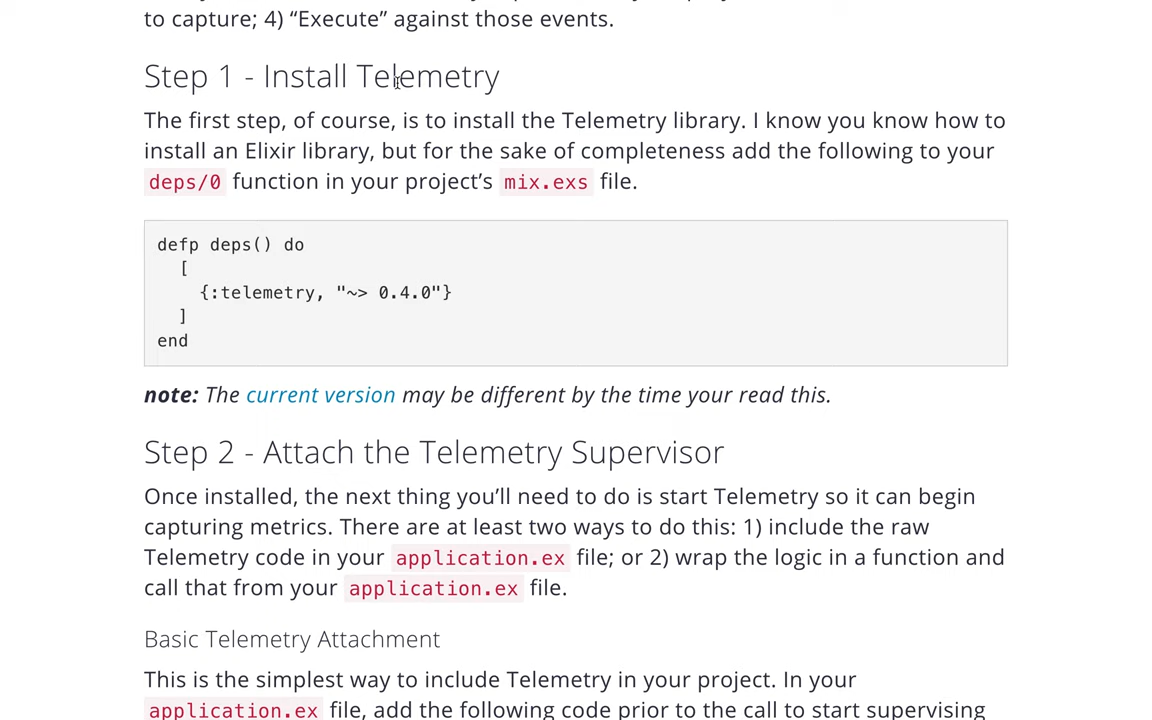 to capture; 4) “Execute” against those events.
Step 1 - Install Telemetry
The first step, of course, is to install the Telemetry library. I know you know how to
install an Elixir library, but for the sake of completeness add the following to your
deps/0 function in your project’s mix.exs file.
defp deps() do
[
{:telemetry, "~> 0.4.0"}
]
end
note: The current version may be different by the time your read this.
Step 2 - Attach the Telemetry Supervisor
Once installed, the next thing you’ll need to do is start Telemetry so it can begin
capturing metrics. There are at least two ways to do this: 1) include the raw
Telemetry code in your application.ex file; or 2) wrap the logic in a function and
call that from your application.ex file.
Basic Telemetry Attachment
This is the simplest way to include Telemetry in your project. In your
application.ex file, add the following code prior to the call to start supervising